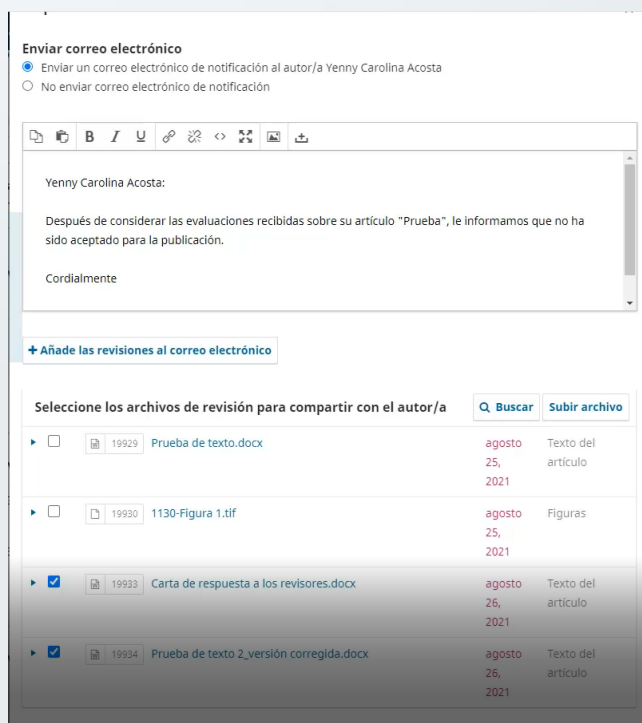 Enviar correo electrónico
Enviar un correo electrónico de notificación al autor/a Yenny Carolina Acosta
No enviar correo electrónico de notificación
B I U
Yenny Carolina Acosta:
Después de considerar las evaluaciones recibidas sobre su artículo "Prueba", le informamos que no ha
sido aceptado para la publicación.
Cordialmente
+ Añade las revisiones al correo electrónico
Seleccione los archivos de revisión para compartir con el autor/a Buscar Subir archivo
19929 Prueba de texto.docx agosto Texto del
25, artículo
2021
19930 1130-Figura 1.tif agosto Figuras
25,
2021
19933 Carta de respuesta a los revisores.docx agosto Texto del
26, artículo
2021
19934 Prueba de texto 2_versión corregida.docx agosto Texto del
26, artículo
2021